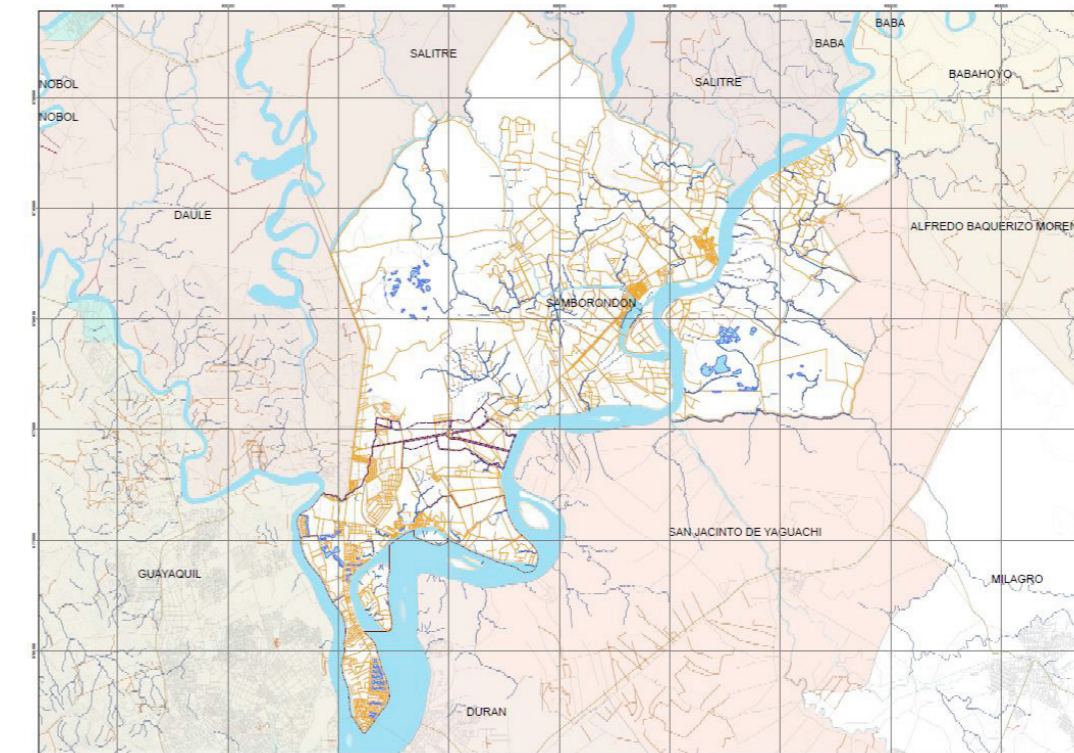 BABA
BABA
SALITRE
SALITRE
BABAHOYO
NOBOL
NOBOL
DAULE
ALFREDO BAQUERIZO MOREN
SAMBORONDON
SAN JACINTO DE YAGUACHI
GUAYAQUIL
MILAGRO
DURAN